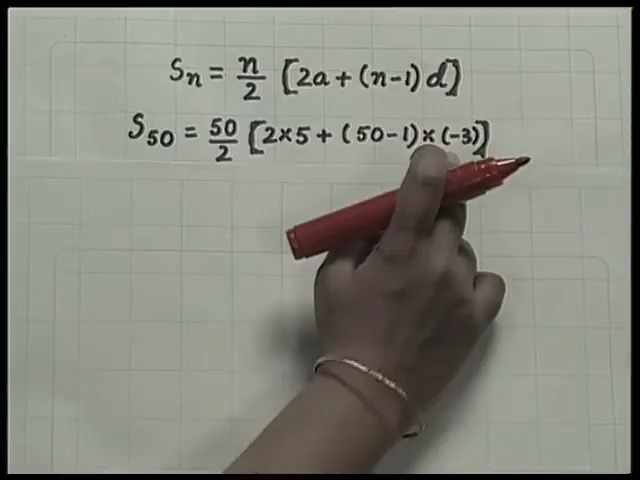 Sn = n/2 [2a + (n-1) d]
S50 = 50/2 [2×5 + (50-1)×(-3)]